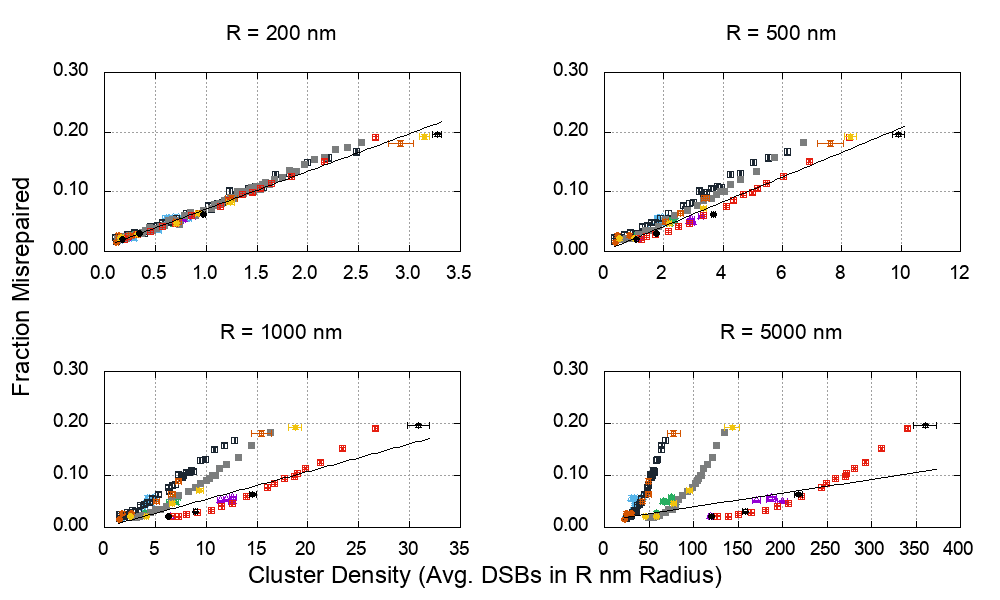 R = 200 nm
R = 500 nm
0.30
0.20
0.10
0.00
0.0 0.5 1.0 1.5 2.0 2.5 3.0 3.5
0.30
0.20
0.10
0.00
0 2 4 6 8 10 12
Fraction Misrepaired
R = 1000 nm
R = 5000 nm
0.30
0.20
0.10
0.00
0 5 10 15 20 25 30 35
0.30
0.20
0.10
0.00
0 50 100 150 200 250 300 350 400
Cluster Density (Avg. DSBs in R nm Radius)